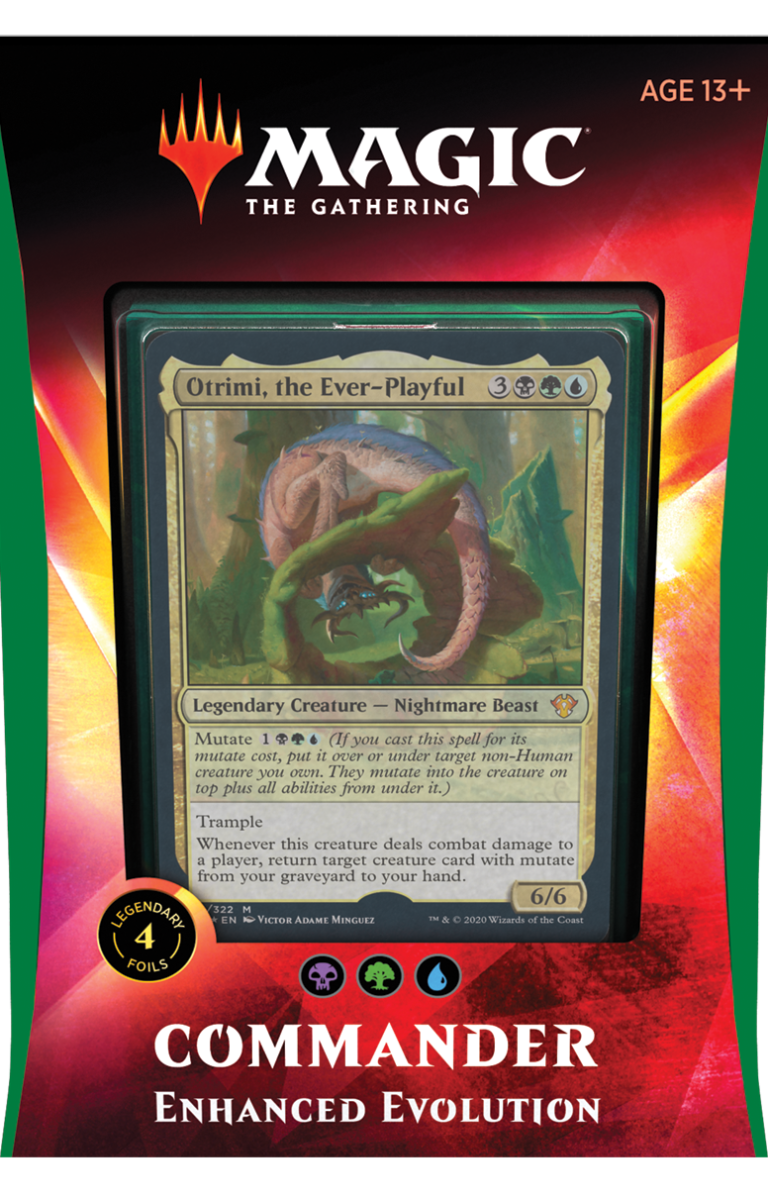 AGE 13+
MAGIC
THE GATHERING
Otrimi, the Ever-Playful 3
Legendary Creature — Nightmare Beast
Mutate 1 (If you cast this spell for its
mutate cost, put it over or under target non-Human
creature you own. They mutate into the creature on
top plus all abilities from under it.)
Trample
Whenever this creature deals combat damage to
a player, return target creature card with mutate
from your graveyard to your hand.
6/6
/322 M
EN Victor Adame Minguez ™ & © 2020 Wizards of the Coast
LEGENDARY
4
FOILS
COMMANDER
ENHANCED EVOLUTION